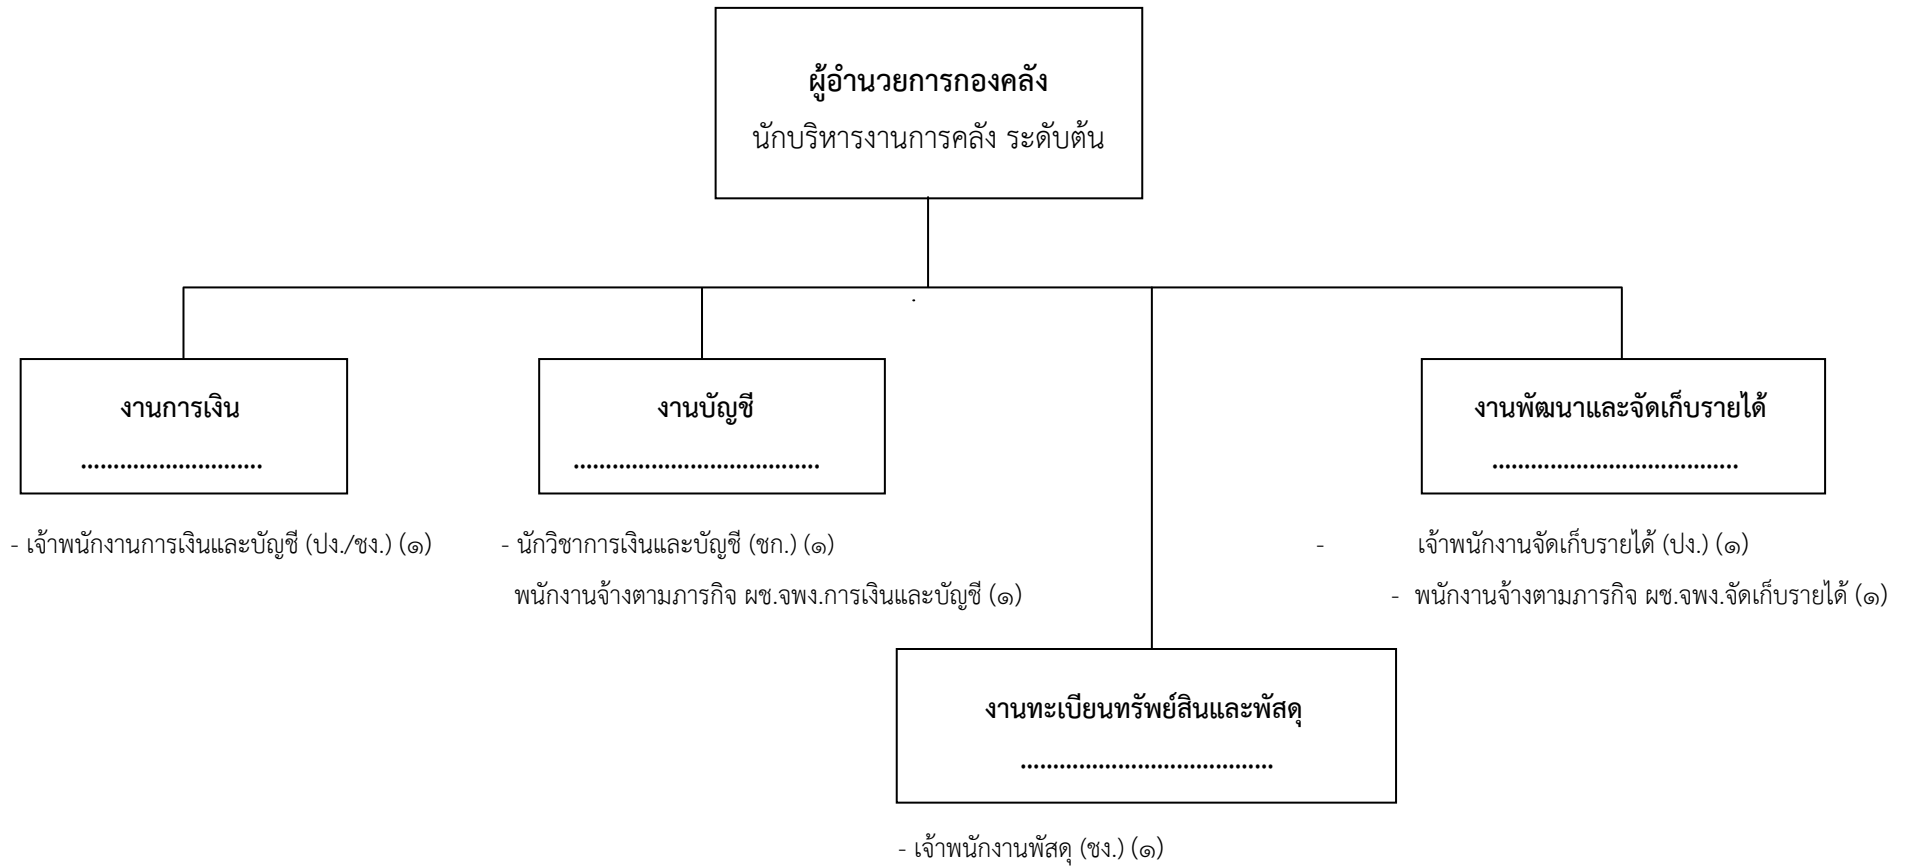 ผู้อำนวยการกองคลัง
นักบริหารงานการคลัง ระดับต้น
งานการเงิน
............................
- เจ้าพนักงานการเงินและบัญชี (ปง./ชง.) (๑)
งานบัญชี
......................................
- นักวิชาการเงินและบัญชี (ชก.) (๑)
พนักงานจ้างตามภารกิจ ผช.จพง.การเงินและบัญชี (๑)
งานพัฒนาและจัดเก็บรายได้
......................................
- เจ้าพนักงานจัดเก็บรายได้ (ปง.) (๑)
- พนักงานจ้างตามภารกิจ ผช.จพง.จัดเก็บรายได้ (๑)
งานทะเบียนทรัพย์สินและพัสดุ
.......................................
- เจ้าพนักงานพัสดุ (ชง.) (๑)